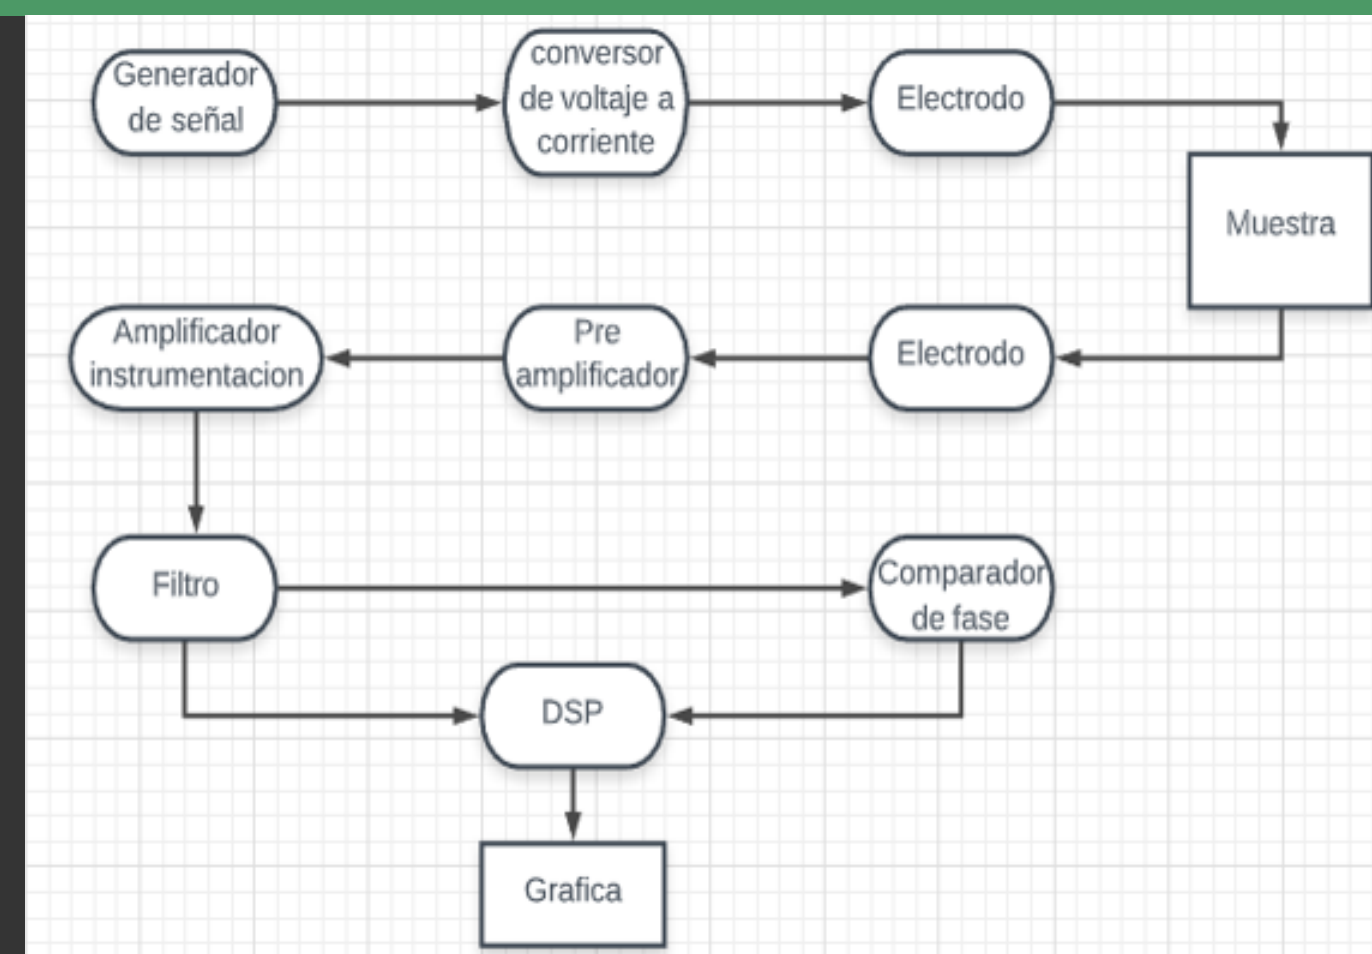 Generador
de señal
conversor
de voltaje a
corriente
Electrodo
Muestra
Amplificador
instrumentacion
Pre
amplificador
Electrodo
Filtro
Comparador
de fase
DSP
Grafica